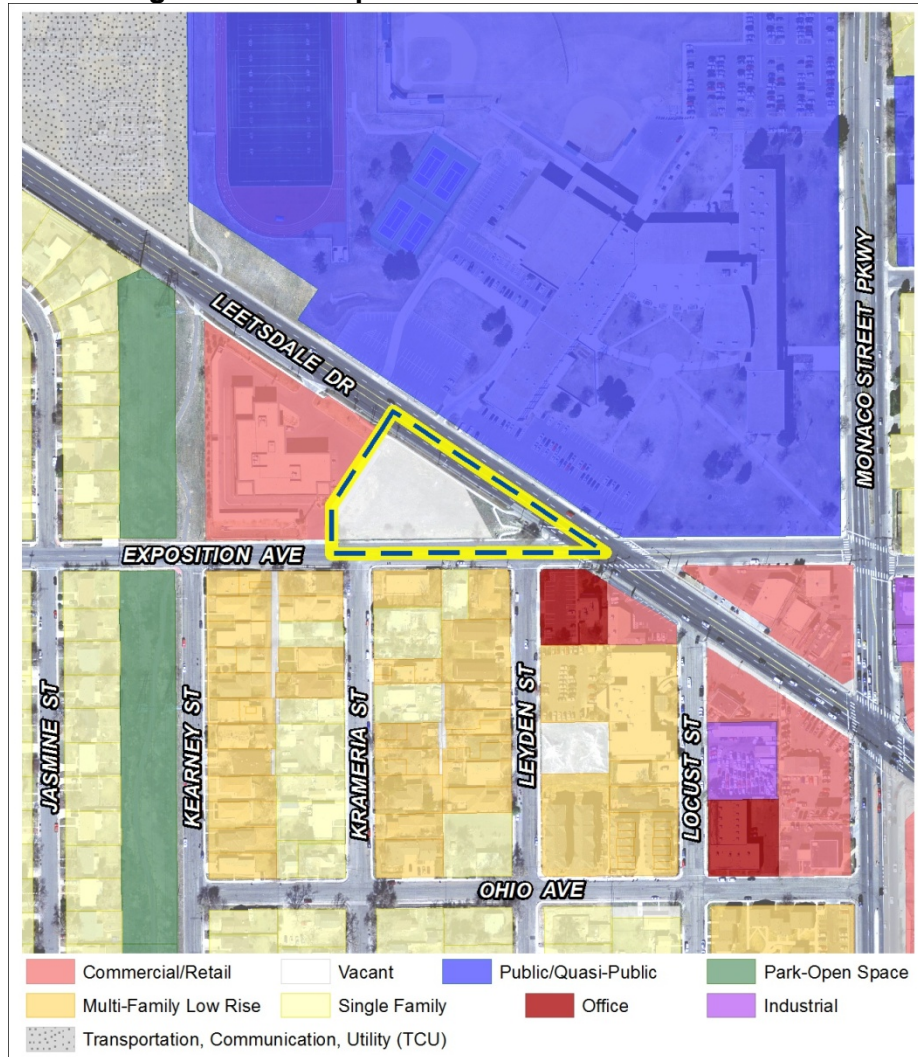 LEETSDALE DR
MONACO STREET PKWY
EXPOSITION AVE
JASMINE ST
KEARNEY ST
KRAMERIA ST
LEYDEN ST
LOCUST ST
OHIO AVE
Commercial/Retail
Vacant
Public/Quasi-Public
Park-Open Space
Multi-Family Low Rise
Single Family
Office
Industrial
Transportation, Communication, Utility (TCU)